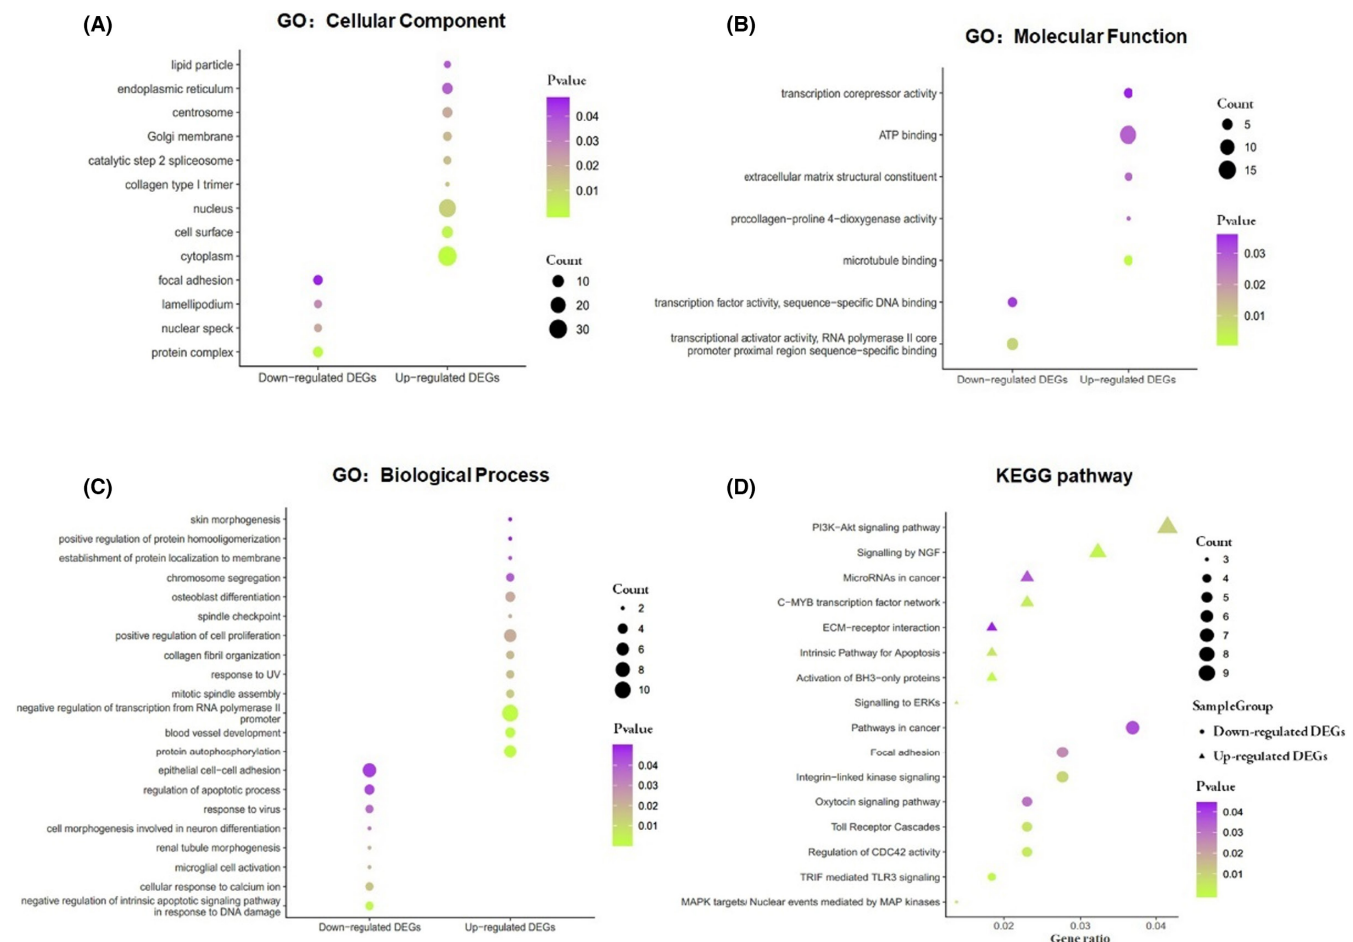 (A)
GO：Cellular Component
lipid particle
endoplasmic reticulum
centrosome
Golgi membrane
catalytic step 2 spliceosome
collagen type I trimer
nucleus
cell surface
cytoplasm
focal adhesion
lamellipodium
nuclear speck
protein complex
Down-regulated DEGs
Up-regulated DEGs
Pvalue
0.04
0.03
0.02
0.01
Count
10
20
30
(B)
GO：Molecular Function
transcription corepressor activity
ATP binding
extracellular matrix structural constituent
procollagen-proline 4-dioxygenase activity
microtubule binding
transcription factor activity, sequence-specific DNA binding
transcriptional activator activity, RNA polymerase II core
promoter proximal region sequence-specific binding
Down-regulated DEGs
Up-regulated DEGs
Count
5
10
15
Pvalue
0.03
0.02
0.01
(C)
GO：Biological Process
skin morphogenesis
positive regulation of protein homooligomerization
establishment of protein localization to membrane
chromosome segregation
osteoblast differentiation
spindle checkpoint
positive regulation of cell proliferation
collagen fibril organization
response to UV
mitotic spindle assembly
negative regulation of transcription from RNA polymerase II
promoter
blood vessel development
protein autophosphorylation
epithelial cell-cell adhesion
regulation of apoptotic process
response to virus
cell morphogenesis involved in neuron differentiation
renal tubule morphogenesis
microglial cell activation
cellular response to calcium ion
negative regulation of intrinsic apoptotic signaling pathway
in response to DNA damage
Down-regulated DEGs
Up-regulated DEGs
Count
2
4
6
8
10
Pvalue
0.04
0.03
0.02
0.01
(D)
KEGG pathway
PI3K-Akt signaling pathway
Signalling by NGF
MicroRNAs in cancer
C-MYB transcription factor network
ECM-receptor interaction
Intrinsic Pathway for Apoptosis
Activation of BH3-only proteins
Signalling to ERKs
Pathways in cancer
Focal adhesion
Integrin-linked kinase signaling
Oxytocin signaling pathway
Toll Receptor Cascades
Regulation of CDC42 activity
TRIF mediated TLR3 signaling
MAPK targets/ Nuclear events mediated by MAP kinases
0.02
0.03
0.04
Gene ratio
Count
3
4
5
6
7
8
9
SampleGroup
Down-regulated DEGs
Up-regulated DEGs
Pvalue
0.04
0.03
0.02
0.01